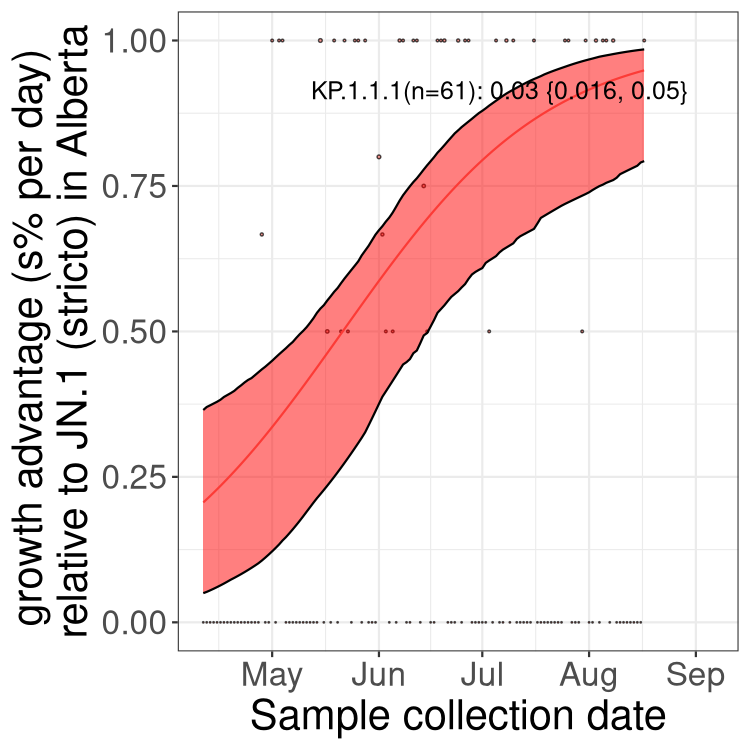 growth advantage (s% per day)
relative to JN.1 (stricto) in Alberta
1.00
0.75
0.50
0.25
0.00
KP.1.1.1(n=61): 0.03 {0.016, 0.05}
May Jun Jul Aug Sep
Sample collection date